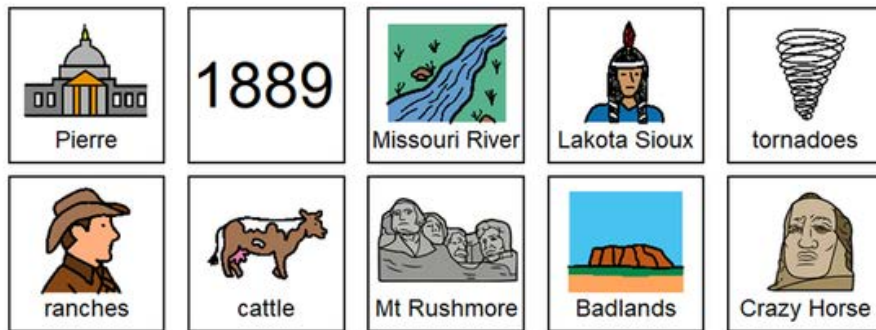 Pierre
1889
Missouri River
Lakota Sioux
tornadoes
ranches
cattle
Mt Rushmore
Badlands
Crazy Horse